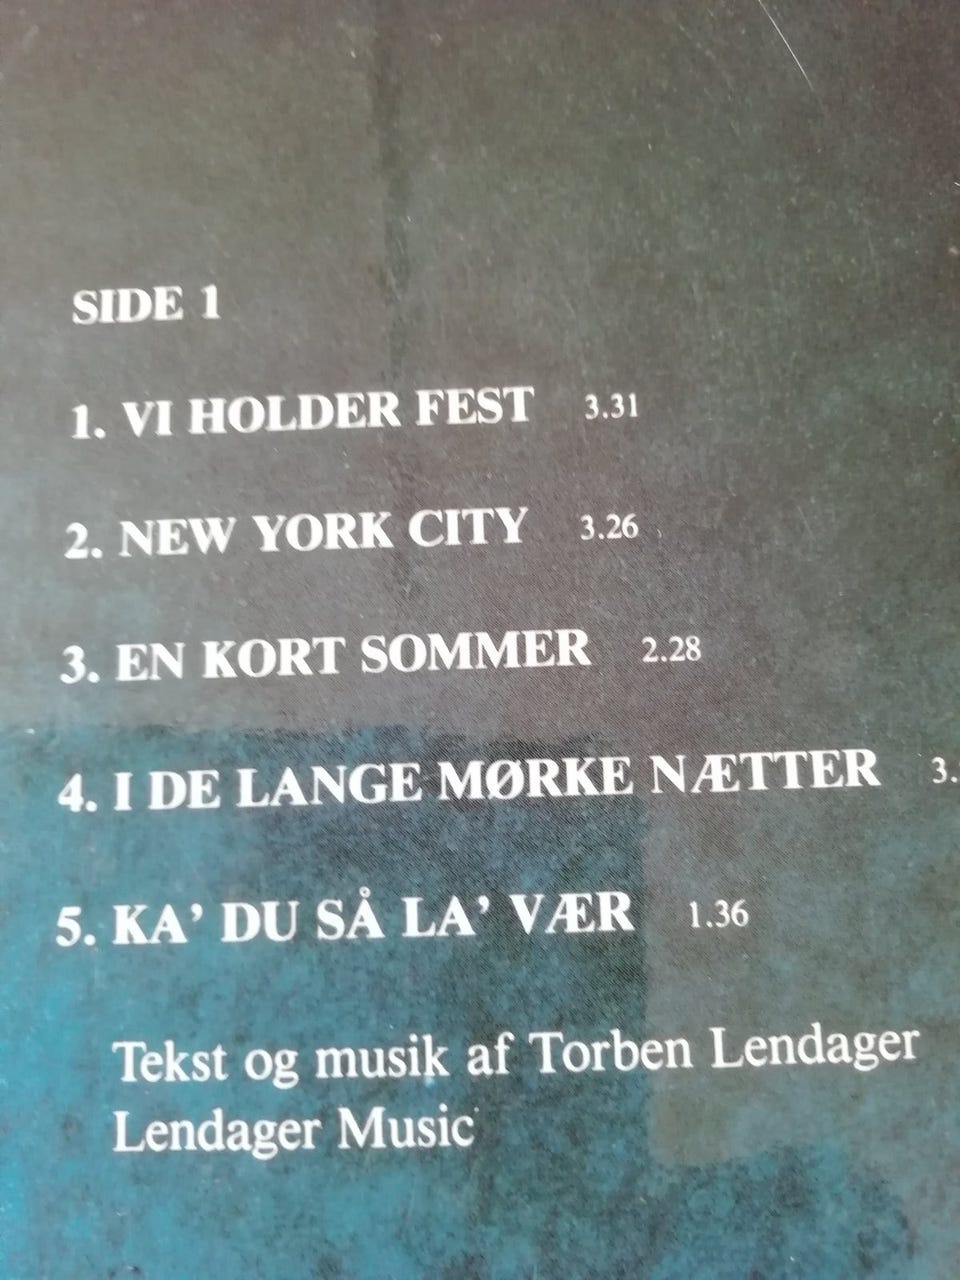 SIDE 1
1. VI HOLDER FEST 3.31
2. NEW YORK CITY 3.26
3. EN KORT SOMMER 2.28
4. I DE LANGE MØRKE NÆTTER 3.
5. KA' DU SÅ LA' VÆR 1.36
Tekst og musik af Torben Lendager
Lendager Music